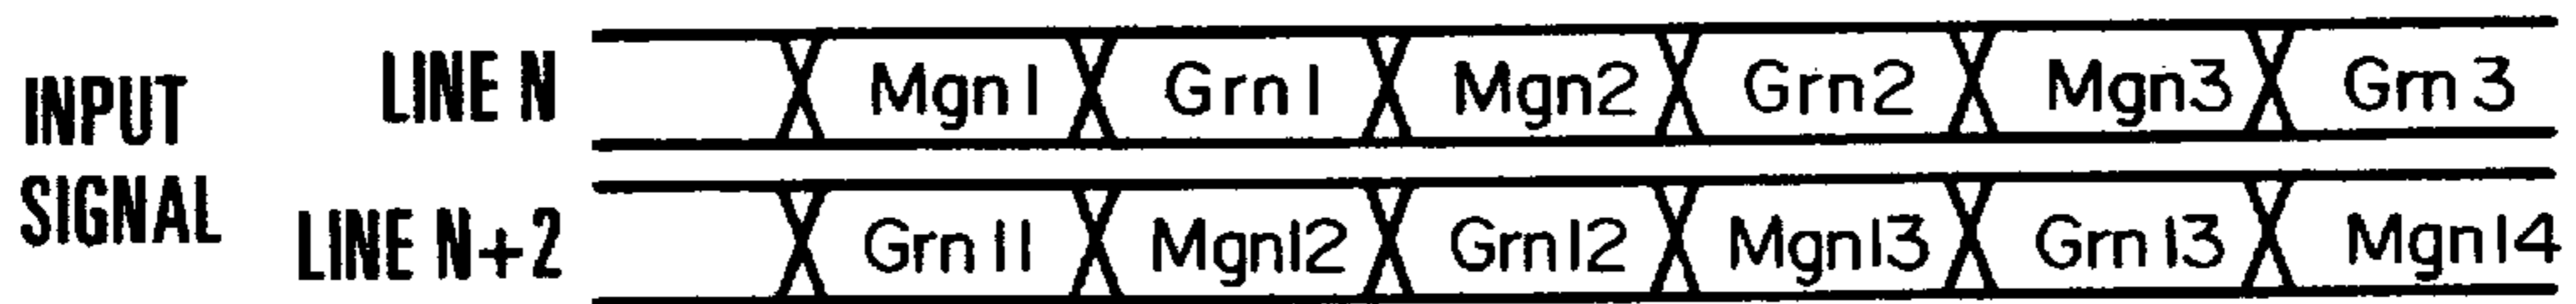 INPUT SIGNAL
LINE N Mgn1 Grn1 Mgn2 Grn2 Mgn3 Grn3
LINE N+2 Grn11 Mgn12 Grn12 Mgn13 Grn13 Mgn14